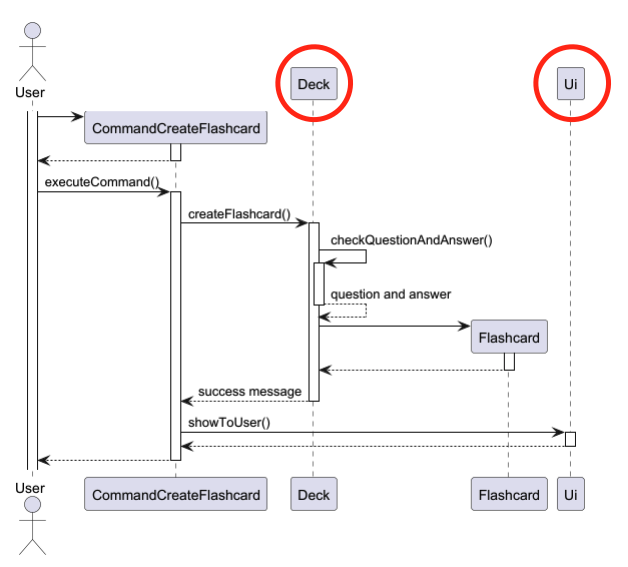 Deck
Ui
User
CommandCreateFlashcard
executeCommand()
createFlashcard()
checkQuestionAndAnswer()
question and answer
Flashcard
success message
showToUser()
User
CommandCreateFlashcard
Deck
Flashcard
Ui